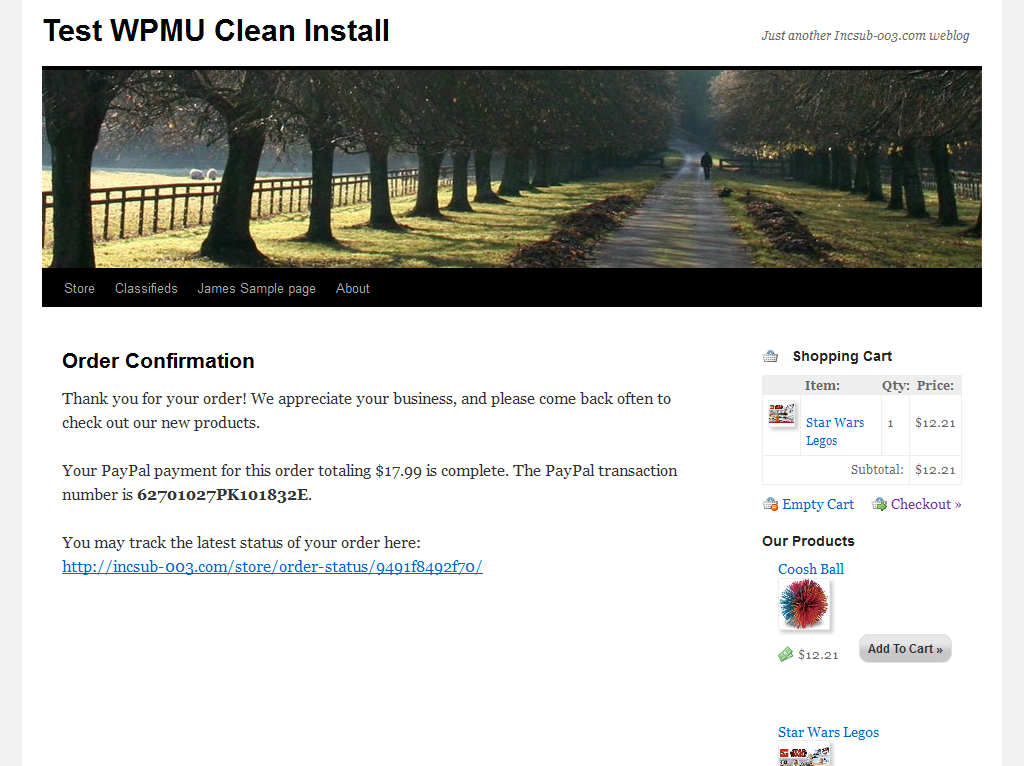 Test WPMU Clean Install
Just another Incsub-003.com weblog
Store Classifieds James Sample page About
Order Confirmation
Thank you for your order! We appreciate your business, and please come back often to
check out our new products.
Your PayPal payment for this order totaling $17.99 is complete. The PayPal transaction
number is 62701027PK101832E.
You may track the latest status of your order here:
http://incsub-003.com/store/order-status/9491f8492f70/
Shopping Cart
Item: Qty: Price:
Star Wars 1 $12.21
Legos
Subtotal: $12.21
Empty Cart Checkout »
Our Products
Coosh Ball
$12.21 Add To Cart »
Star Wars Legos